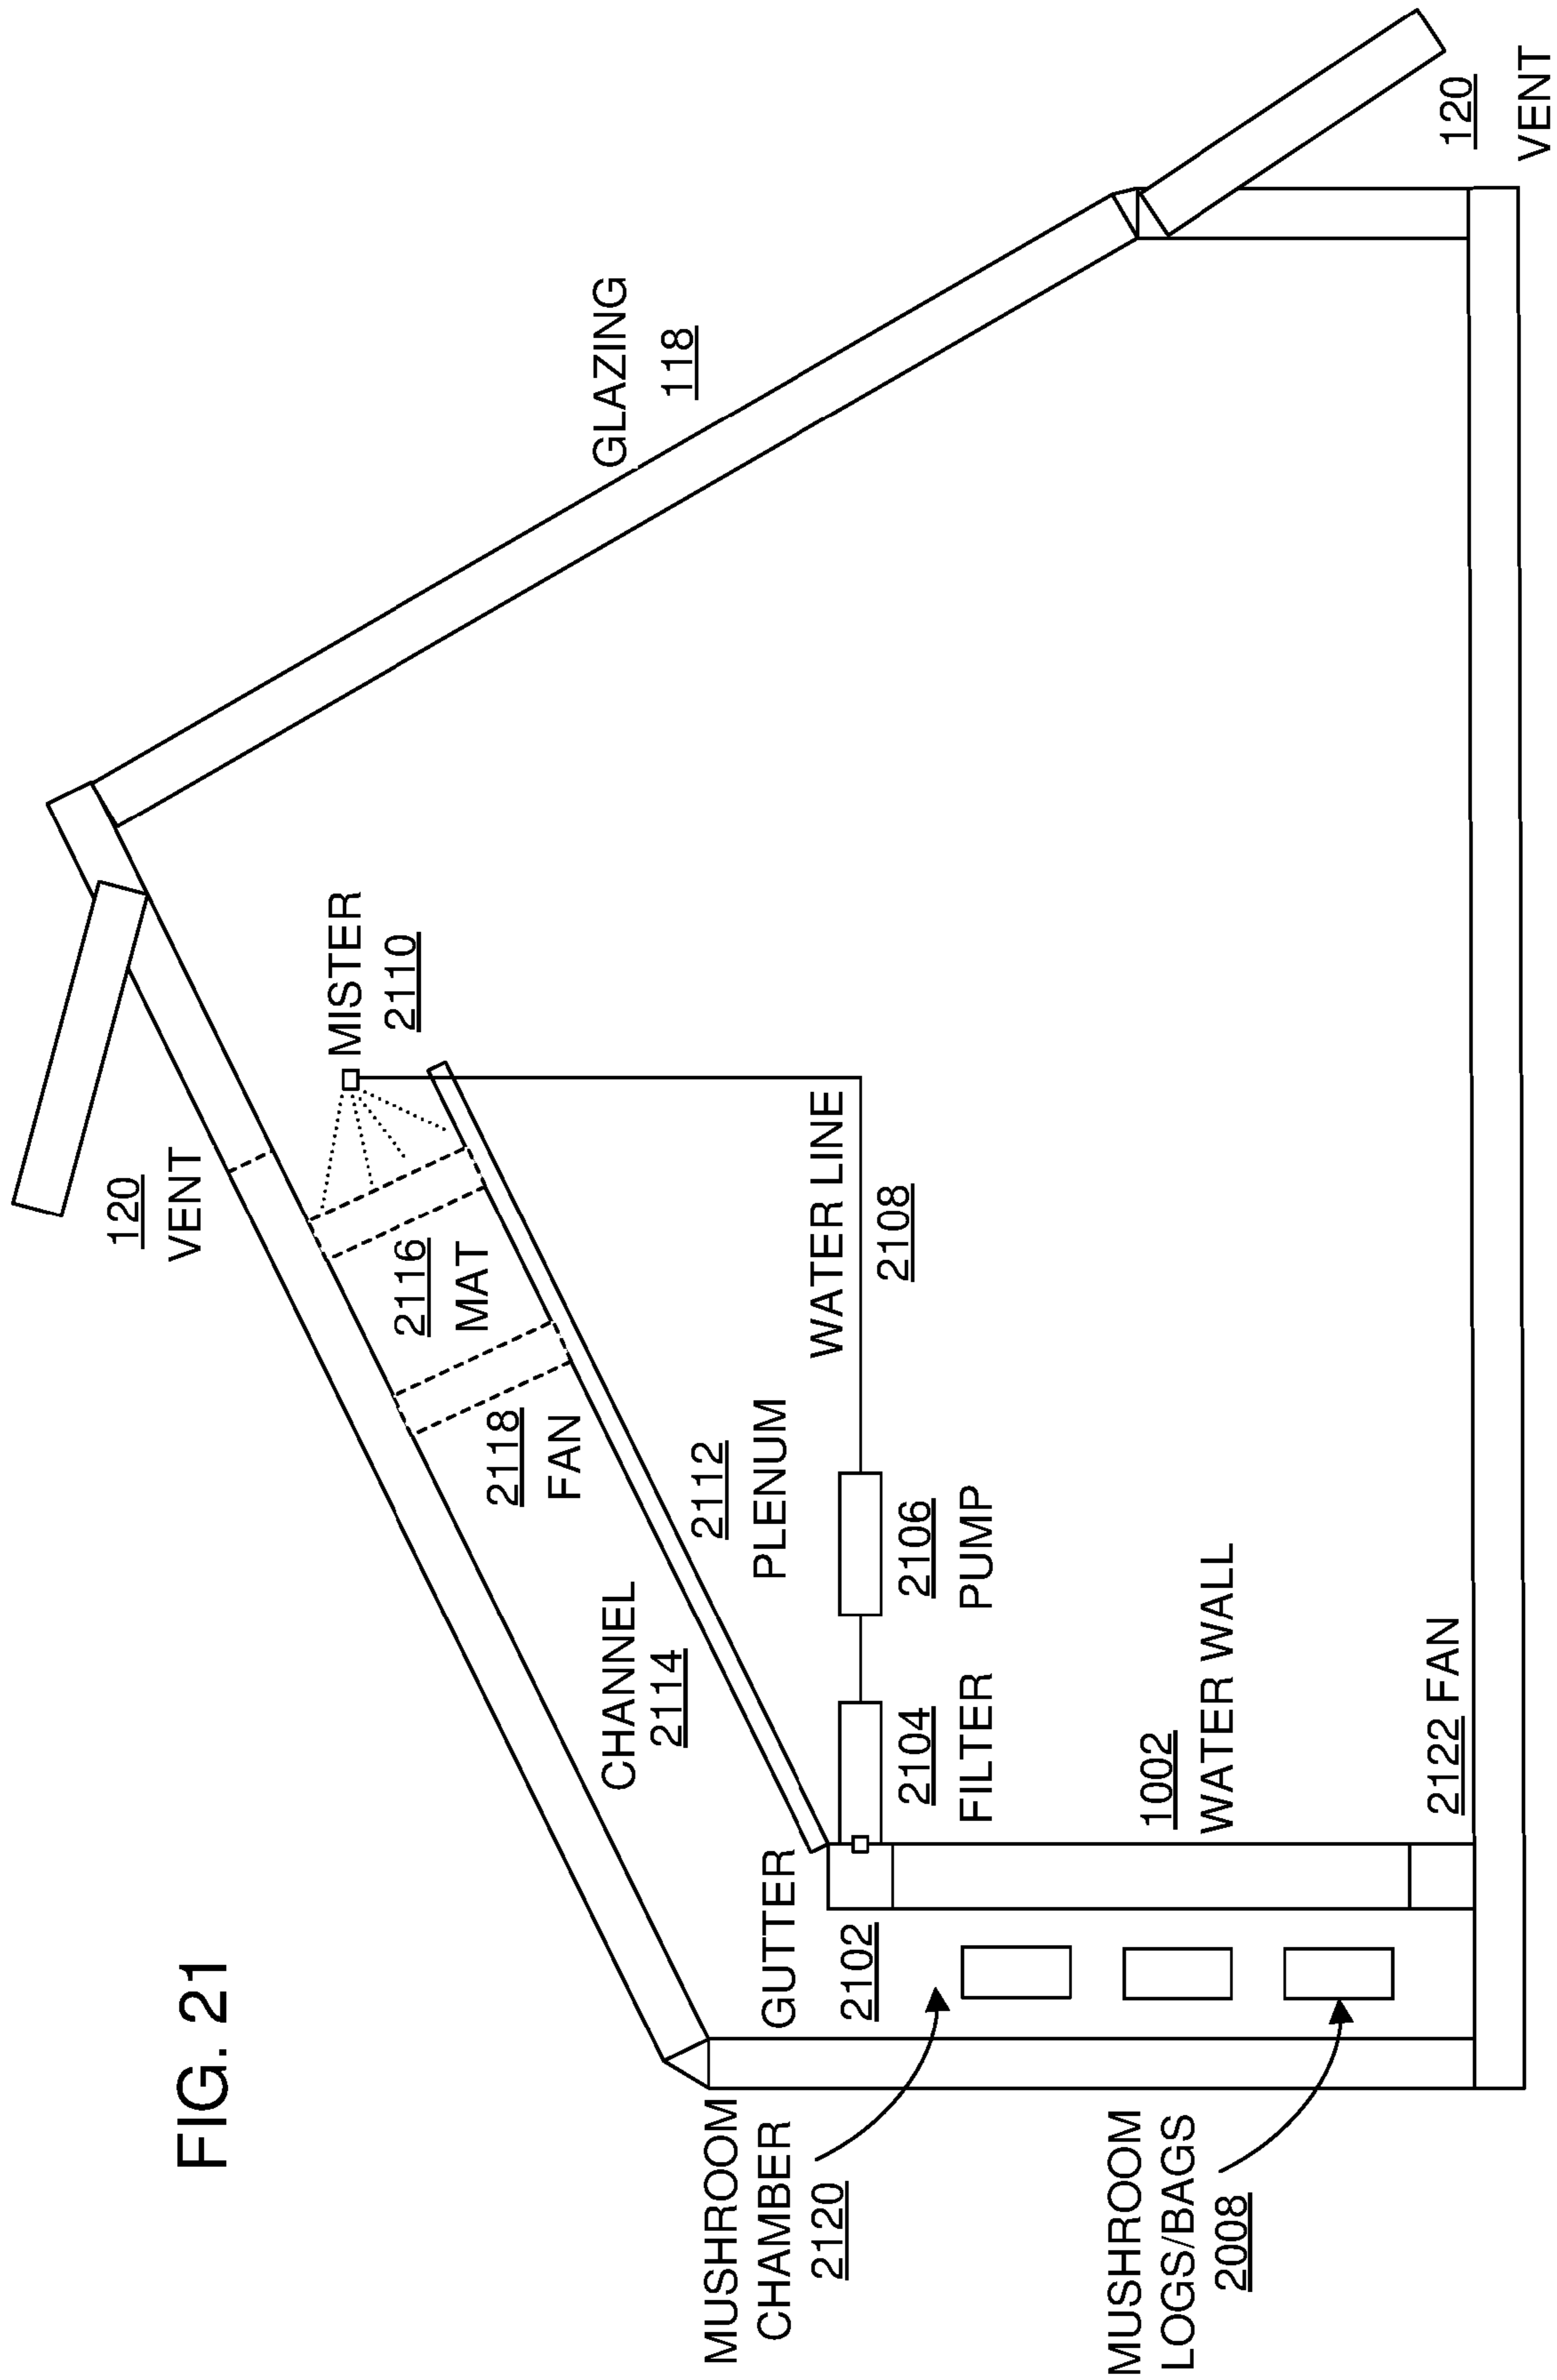 FIG. 21
120
VENT
MISTER
2110
GLAZING
118
2116
MAT
2118
FAN
CHANNEL
2114
2112
PLENUM
WATER LINE
2108
GUTTER
2102
2104
FILTER
2106
PUMP
MUSHROOM
CHAMBER
2120
1002
WATER WALL
MUSHROOM
LOGS/BAGS
2008
2122 FAN
120
VENT